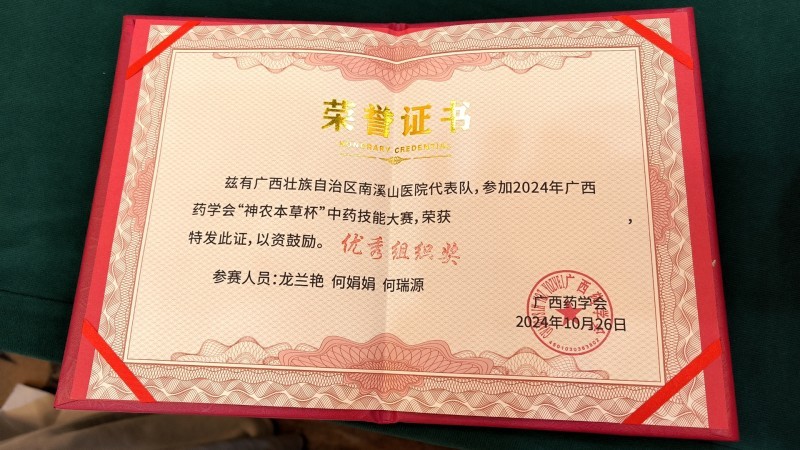 荣誉证书
HONORARY CREDENTIAL
兹有广西壮族自治区南溪山医院代表队，参加2024年广西
药学会“神农本草杯”中药技能大赛，荣获 ，
特发此证，以资鼓励。 优秀组织奖
参赛人员：龙兰艳 何娟娟 何瑞源
广西药学会
2024年10月26日